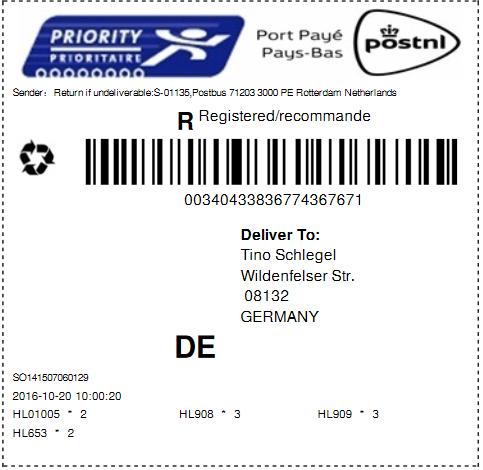 PRIORITY
PRIORITAIRE
Port Payé
Pays-Bas
postnl
Sender： Return if undeliverable:S-01135,Postbus 71203 3000 PE Rotterdam Netherlands
R Registered/recommande
00340433836774367671
Deliver To:
Tino Schlegel
Wildenfelser Str.
08132
GERMANY
DE
SO141507060129
2016-10-20 10:00:20
HL01005 * 2 HL908 * 3 HL909 * 3
HL653 * 2